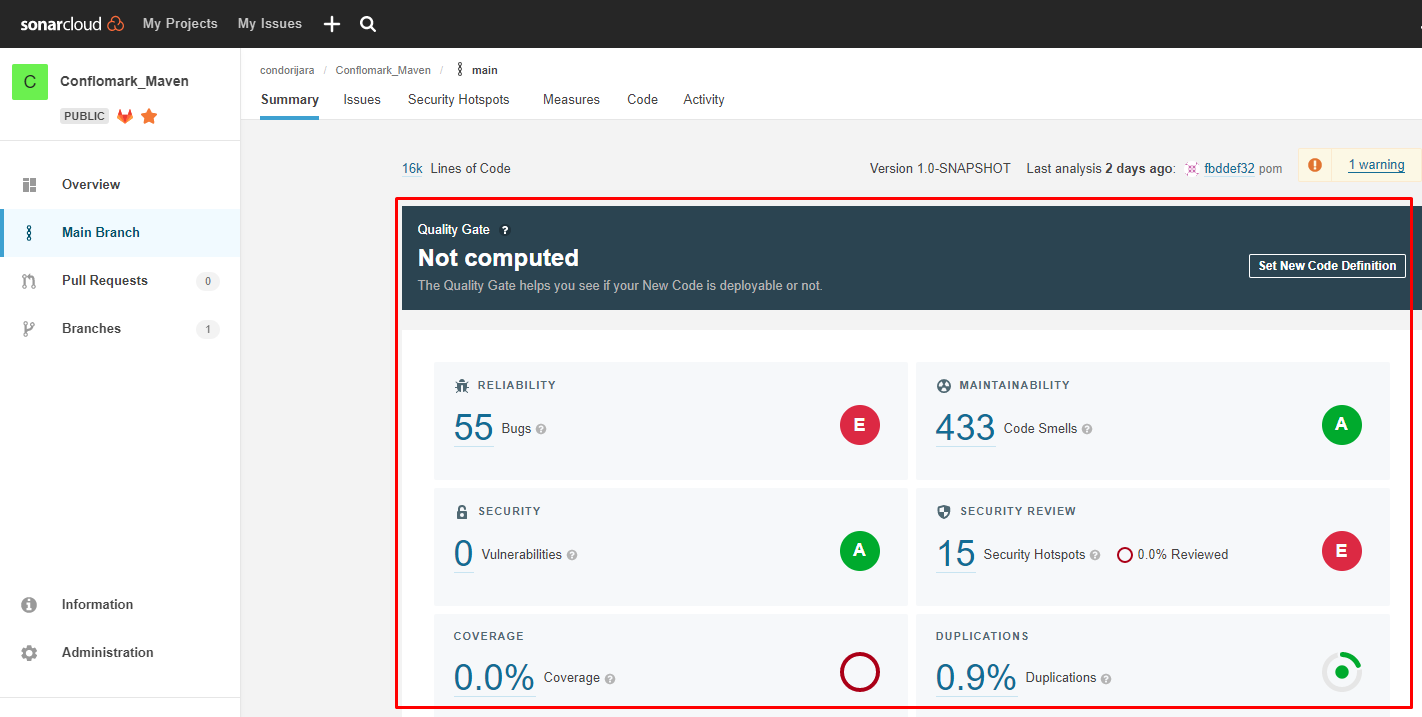 sonarcloud My Projects My Issues
C Conflomark_Maven
PUBLIC
Overview
Main Branch
Pull Requests 0
Branches 1
Information
Administration
condorijara / Conflomark_Maven / main
Summary Issues Security Hotspots Measures Code Activity
16k Lines of Code
Version 1.0-SNAPSHOT Last analysis 2 days ago: fbddef32 pom
1 warning
Quality Gate ?
Not computed
The Quality Gate helps you see if your New Code is deployable or not.
Set New Code Definition
RELIABILITY
55 Bugs ? E
MAINTAINABILITY
433 Code Smells ? A
SECURITY
0 Vulnerabilities ? A
SECURITY REVIEW
15 Security Hotspots ? 0.0% Reviewed E
COVERAGE
0.0% Coverage ?
DUPLICATIONS
0.9% Duplications ?